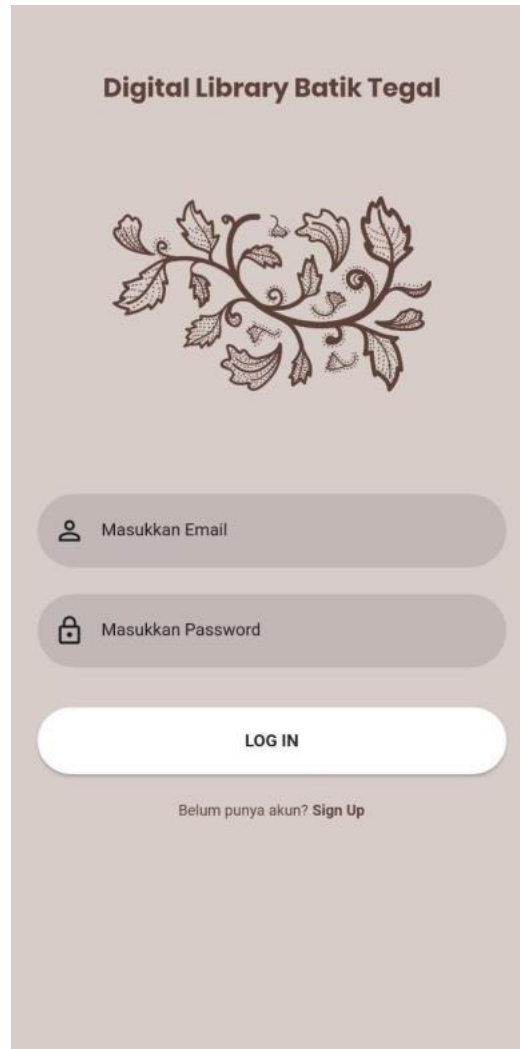 Digital Library Batik Tegal
Masukkan Email
Masukkan Password
LOG IN
Belum punya akun? Sign Up